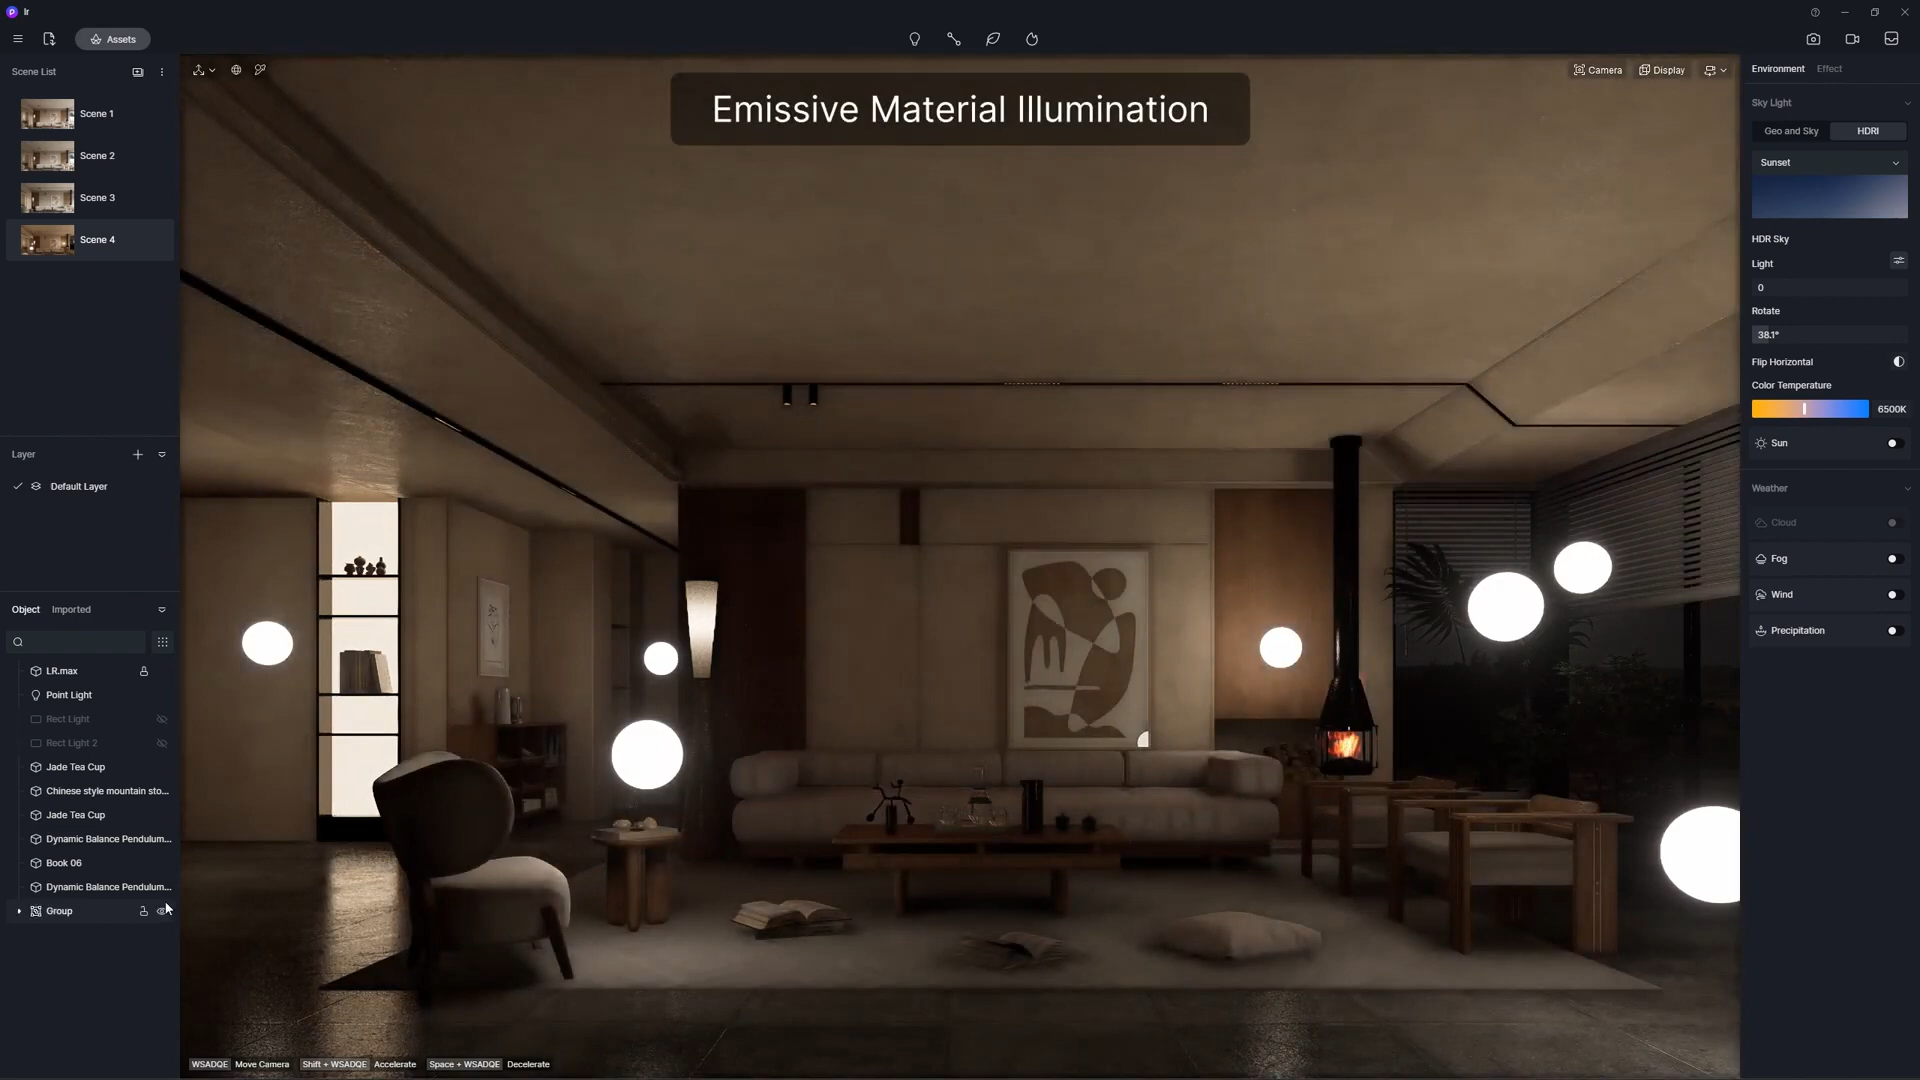 lr
Assets
Scene List
Scene 1
Scene 2
Scene 3
Scene 4
Layer
Default Layer
Object Imported
LR.max
Point Light
Rect Light
Rect Light 2
Jade Tea Cup
Chinese style mountain sto...
Jade Tea Cup
Dynamic Balance Pendulum...
Book 06
Dynamic Balance Pendulum...
Group
Camera Display
Emissive Material Illumination
WSADQE Move Camera Shift + WSADQE Accelerate Space + WSADQE Decelerate
Environment Effect
Sky Light
Geo and Sky HDRI
Sunset
HDR Sky
Light
0
Rotate
38.1°
Flip Horizontal
Color Temperature
6500K
Sun
Weather
Cloud
Fog
Wind
Precipitation